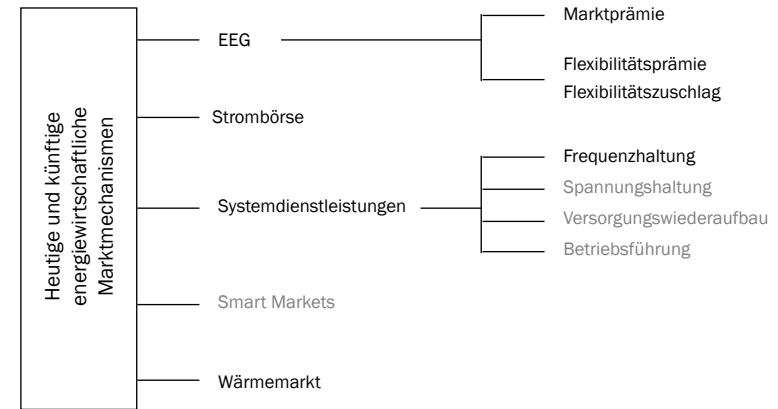 Heutige und künftige
energiewirtschaftliche
Marktmechanismen
EEG
Marktprämie
Flexibilitätsprämie
Flexibilitätszuschlag
Strombörse
Systemdienstleistungen
Frequenzhaltung
Spannungshaltung
Versorgungswiederaufbau
Betriebsführung
Smart Markets
Wärmemarkt